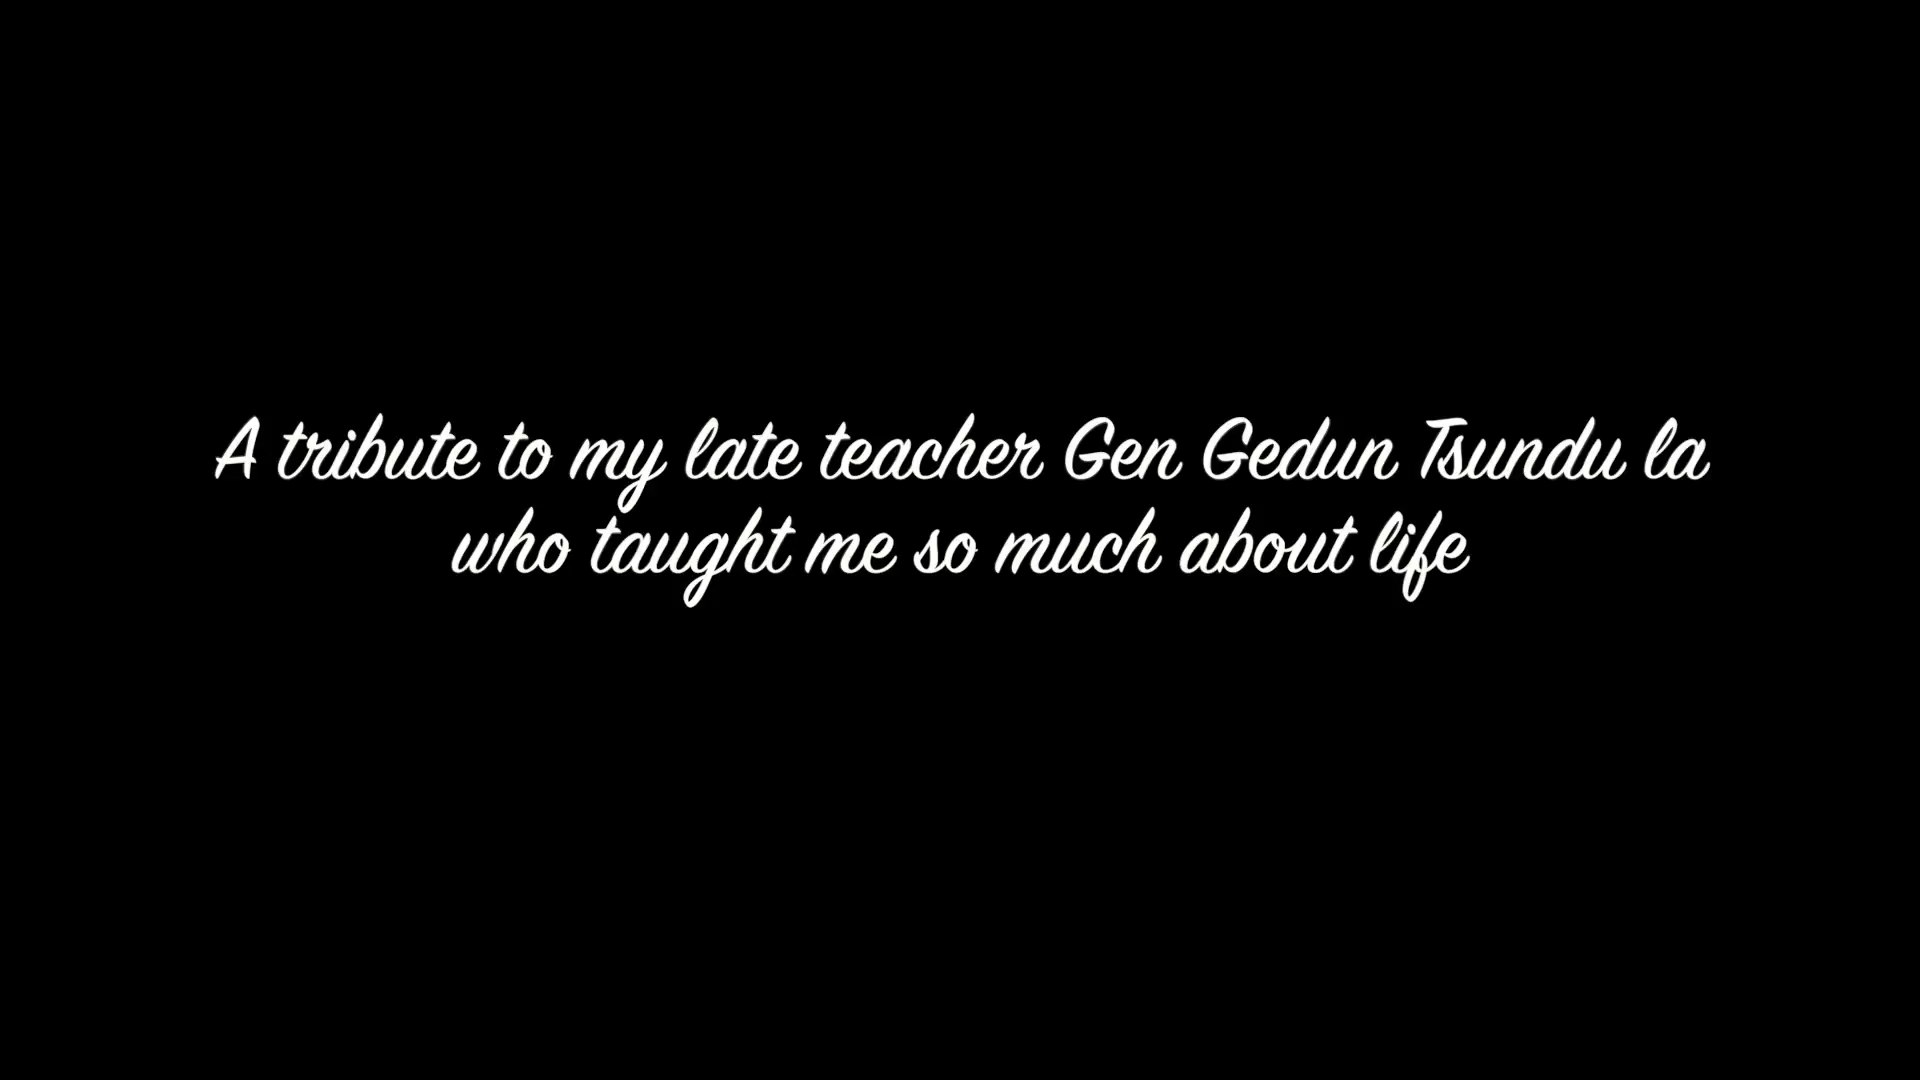 A tribute to my late teacher Gen Gedun Tsundu la
who taught me so much about life